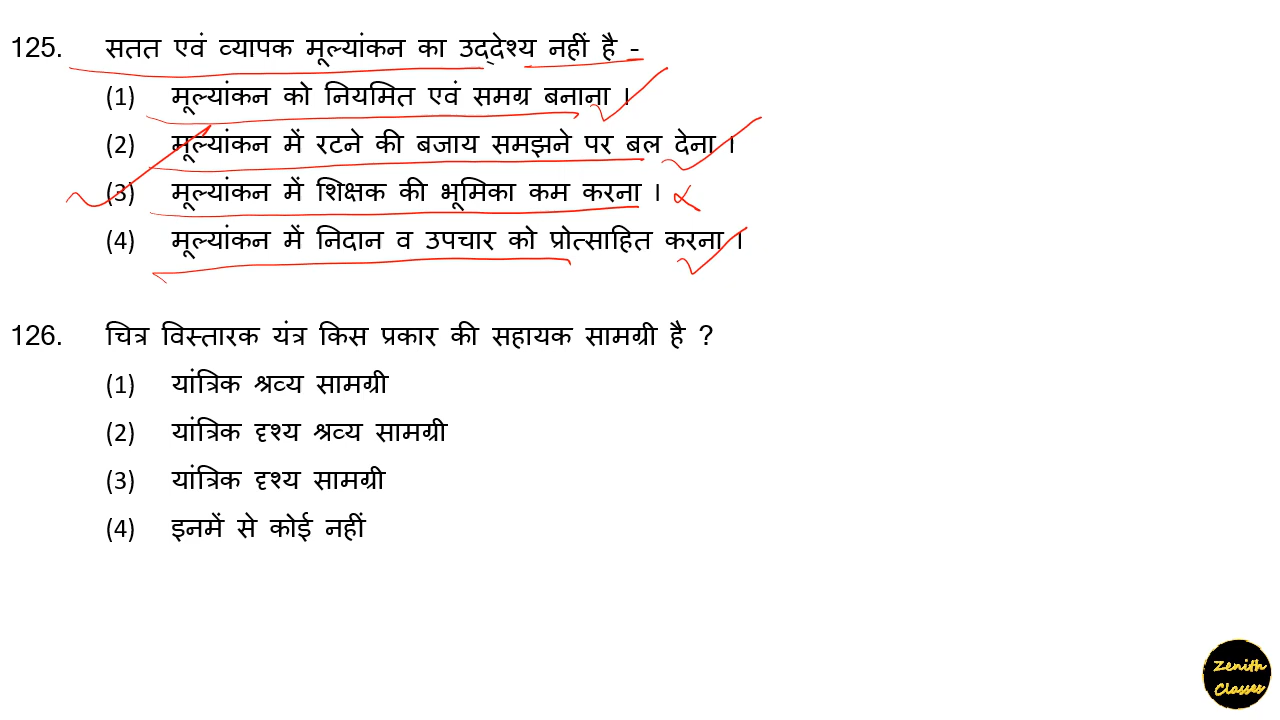 125. सतत एवं व्यापक मूल्यांकन का उद्देश्य नहीं है -
(1) मूल्यांकन को नियमित एवं समग्र बनाना ।
(2) मूल्यांकन में रटने की बजाय समझने पर बल देना ।
(3) मूल्यांकन में शिक्षक की भूमिका कम करना ।
(4) मूल्यांकन में निदान व उपचार को प्रोत्साहित करना ।
126. चित्र विस्तारक यंत्र किस प्रकार की सहायक सामग्री है ?
(1) यांत्रिक श्रव्य सामग्री
(2) यांत्रिक दृश्य श्रव्य सामग्री
(3) यांत्रिक दृश्य सामग्री
(4) इनमें से कोई नहीं
Zenith
Classes